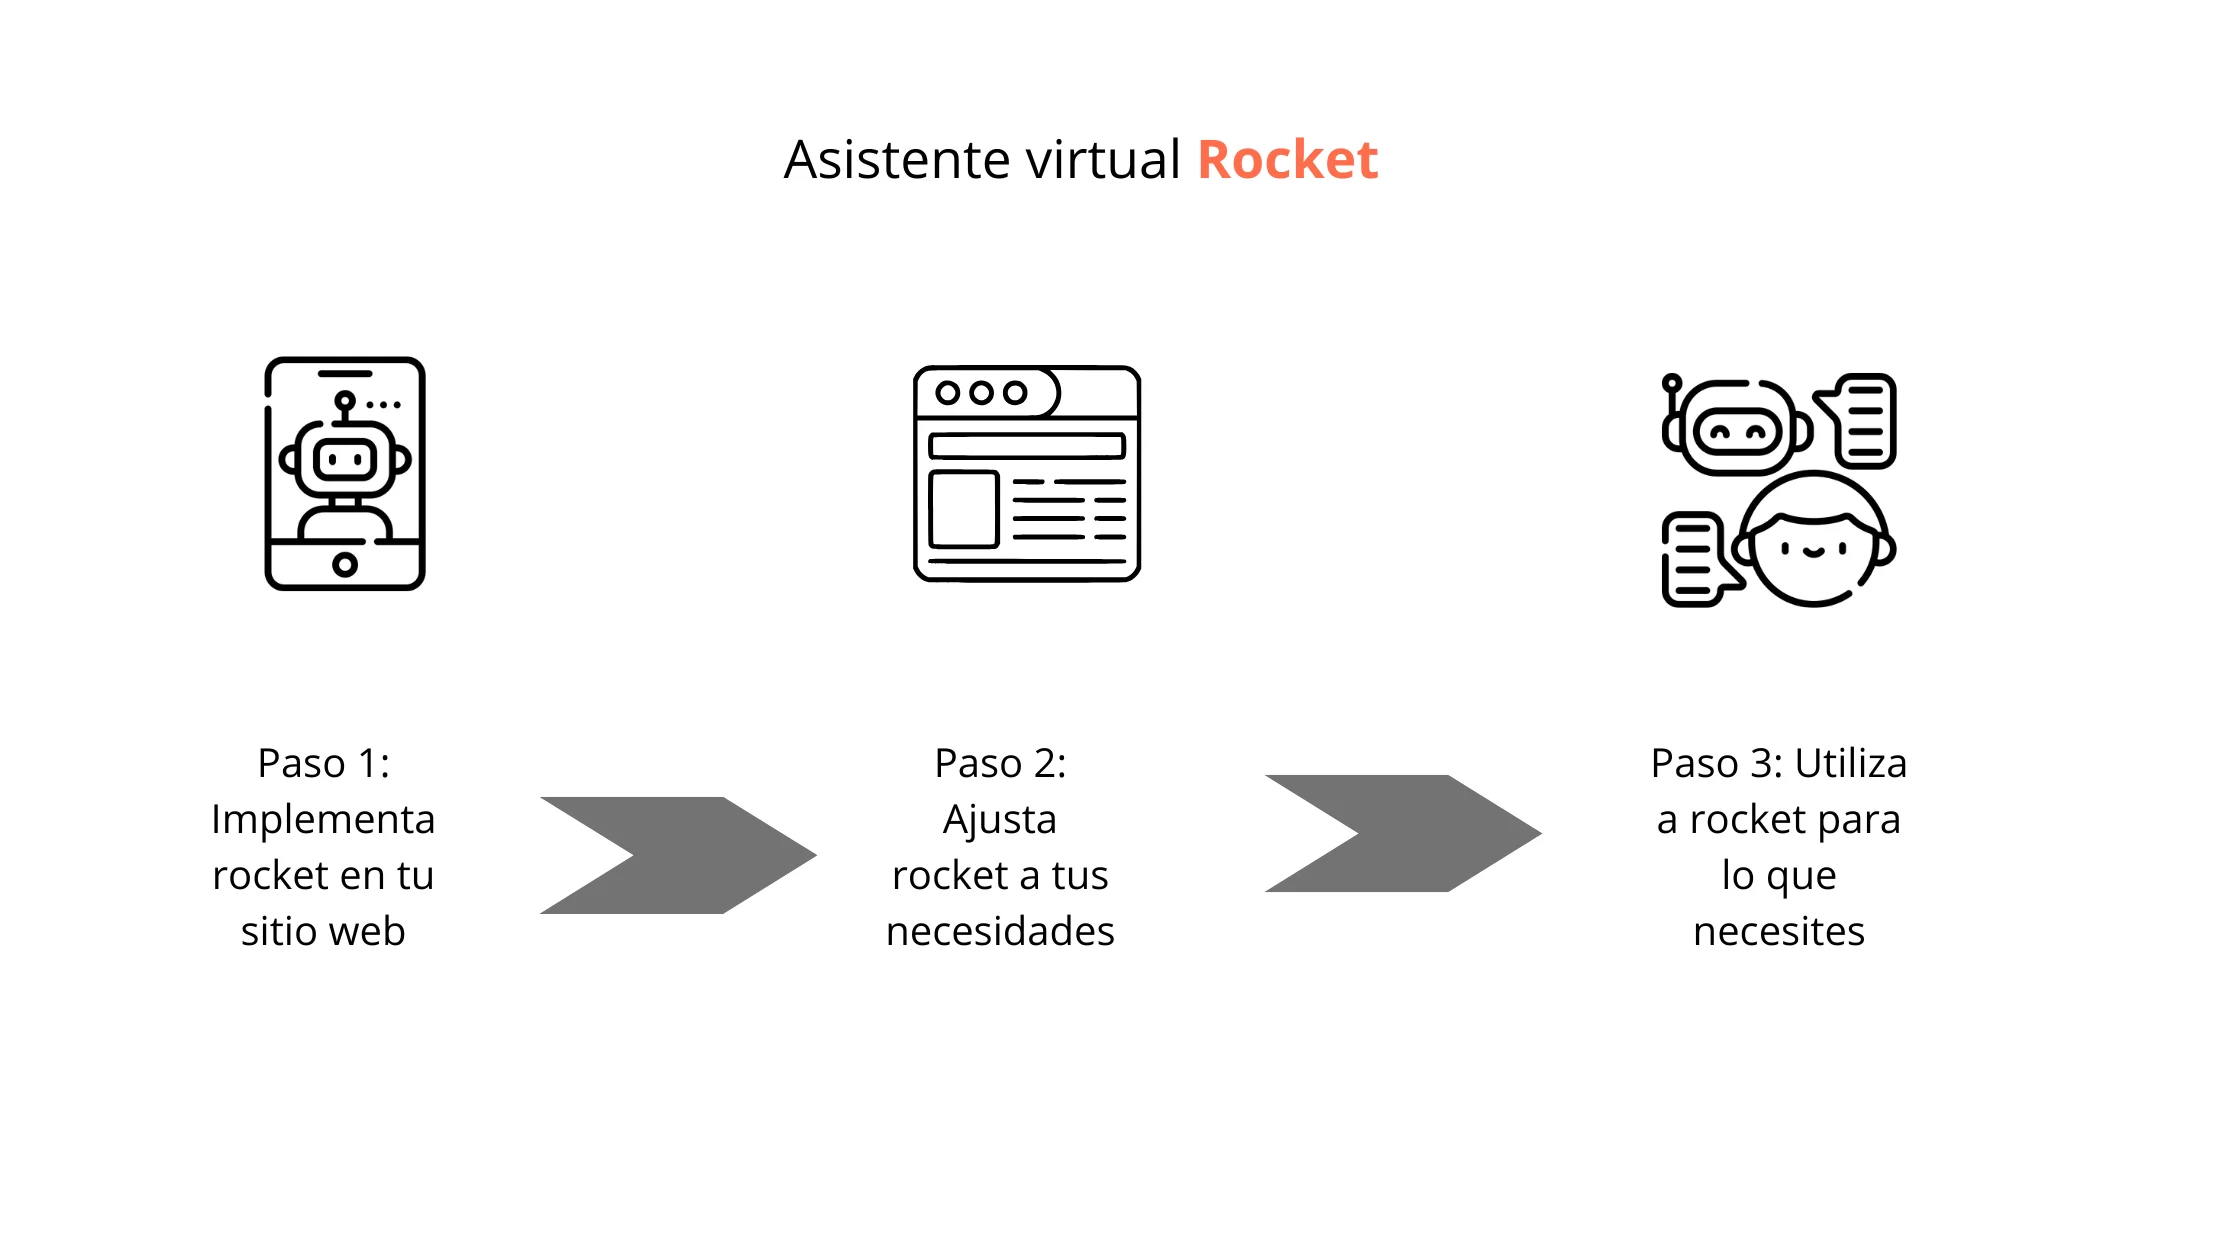 Asistente virtual Rocket
Paso 1:
Implementa
rocket en tu
sitio web
Paso 2:
Ajusta
rocket a tus
necesidades
Paso 3: Utiliza
a rocket para
lo que
necesites